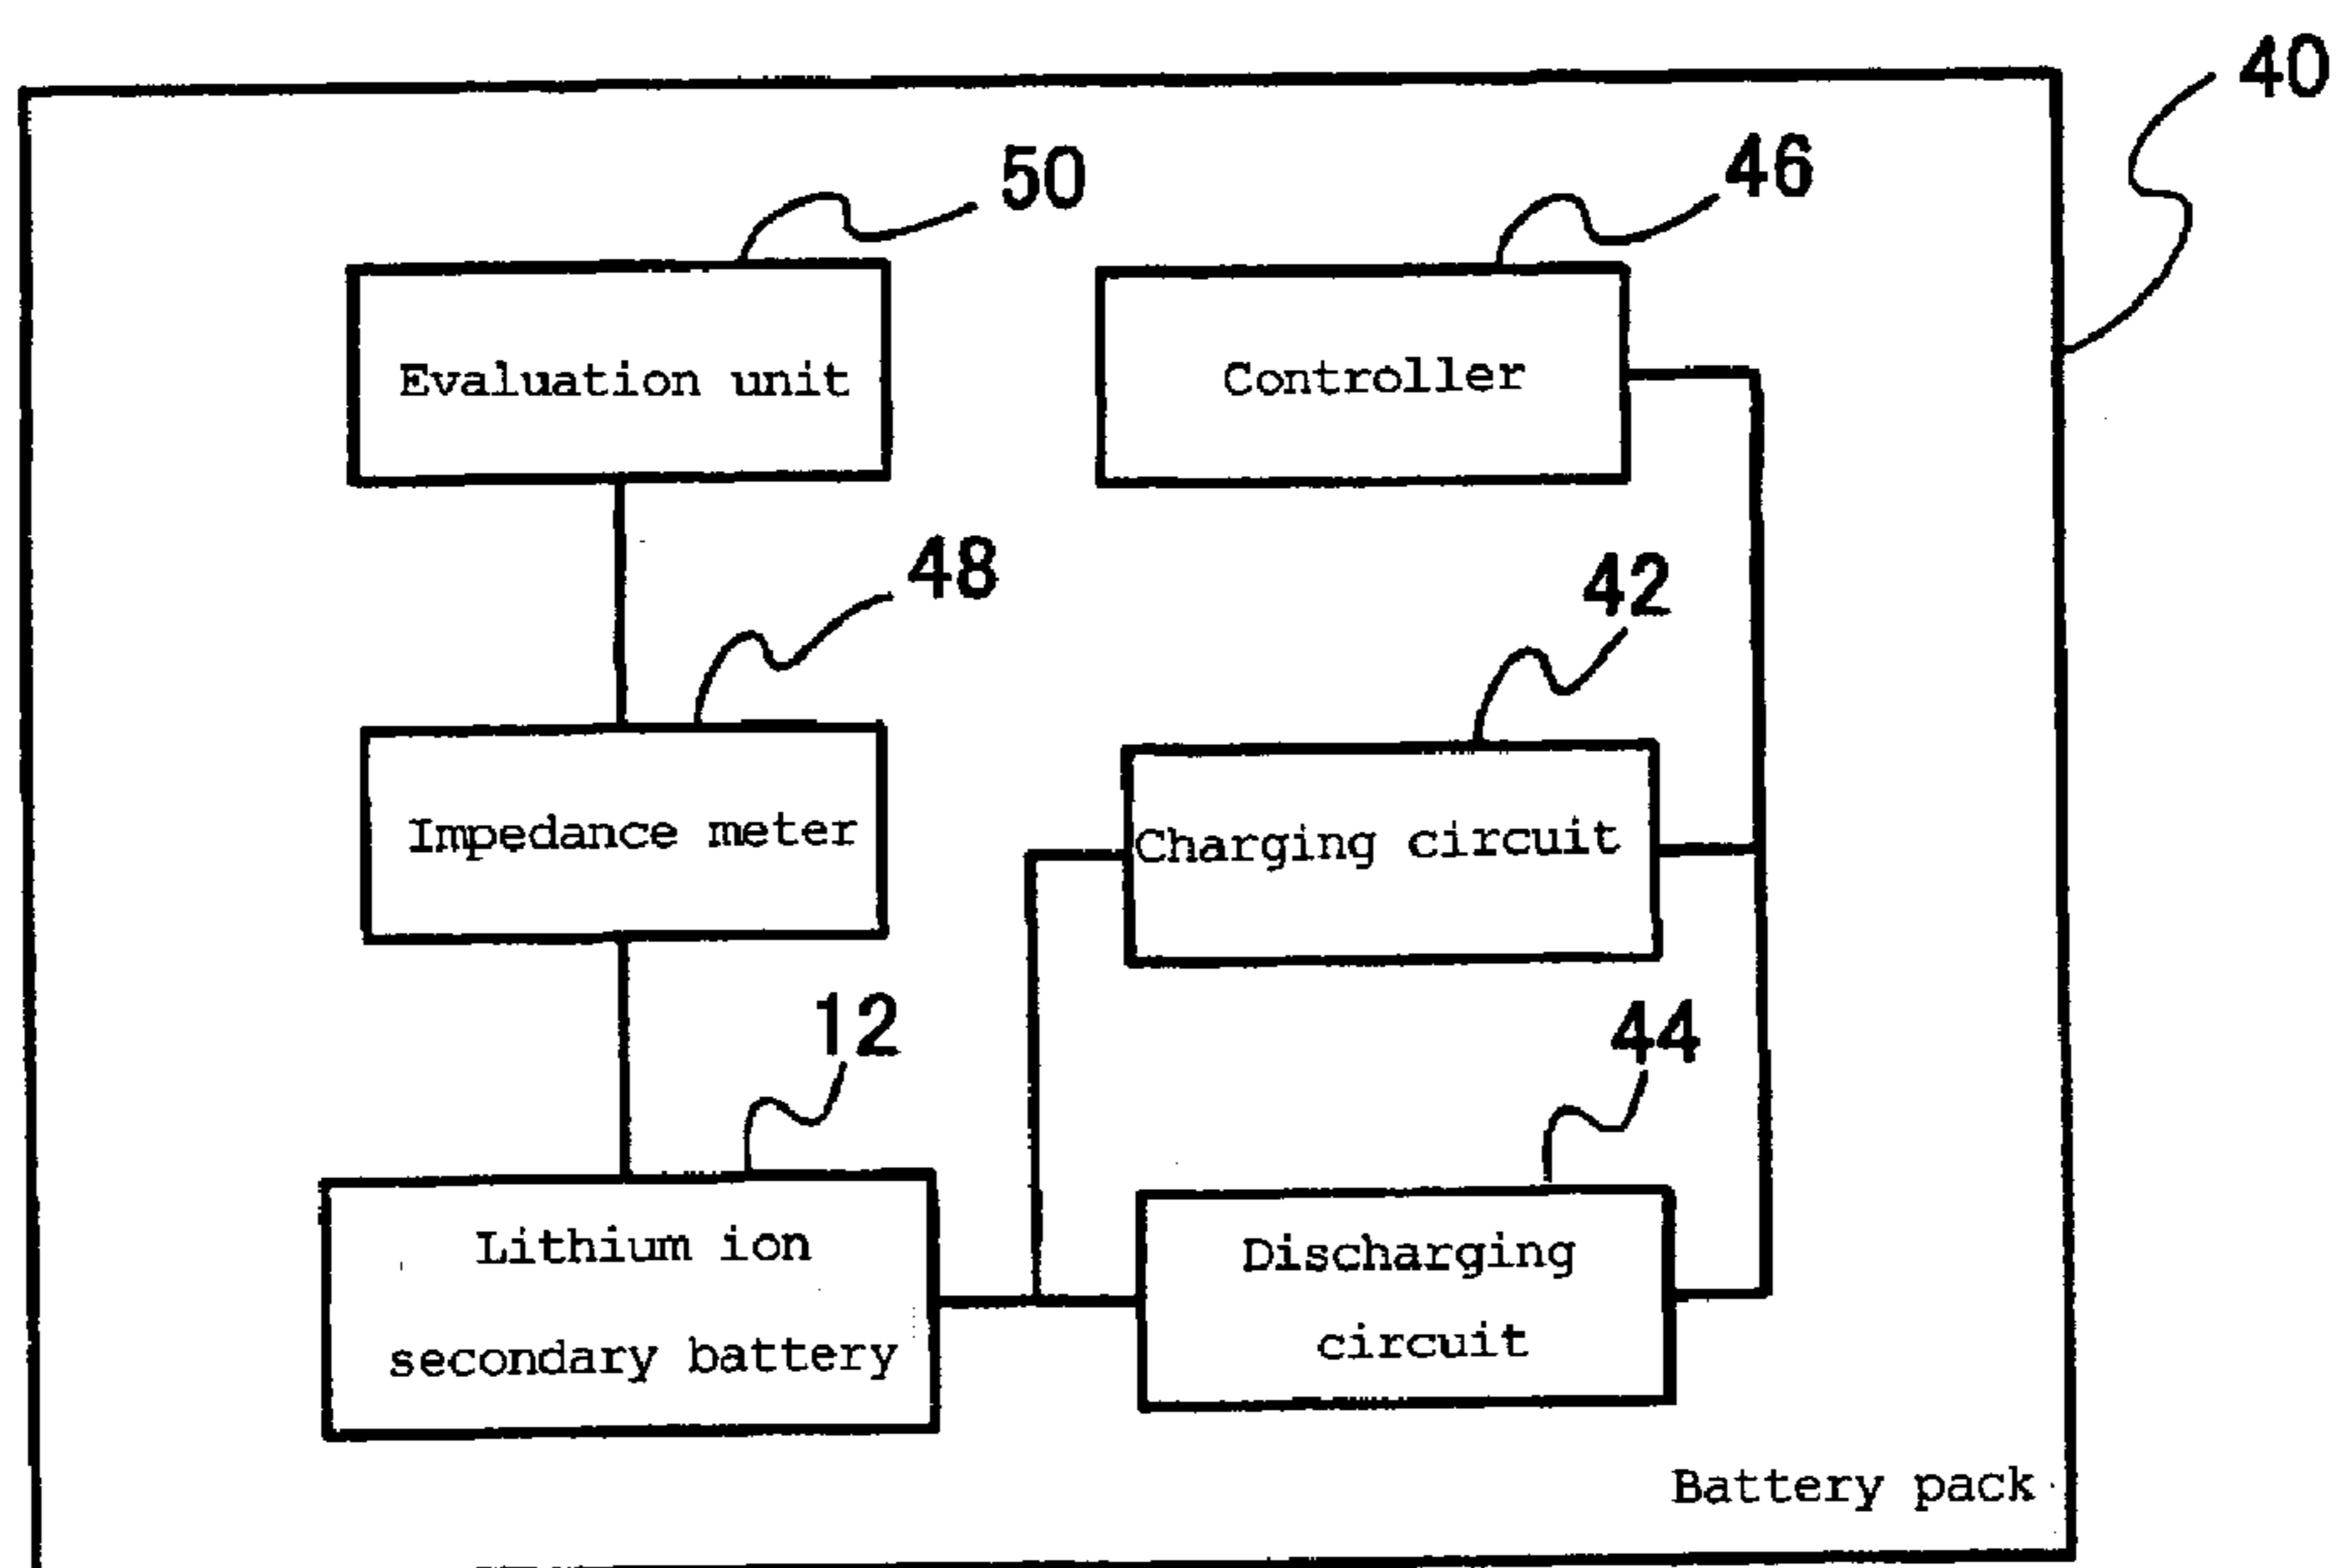 40
50
46
Evaluation unit
Controller
48
42
Impedance meter
Charging circuit
12
44
Lithium ion
secondary battery
Discharging
circuit
Battery pack